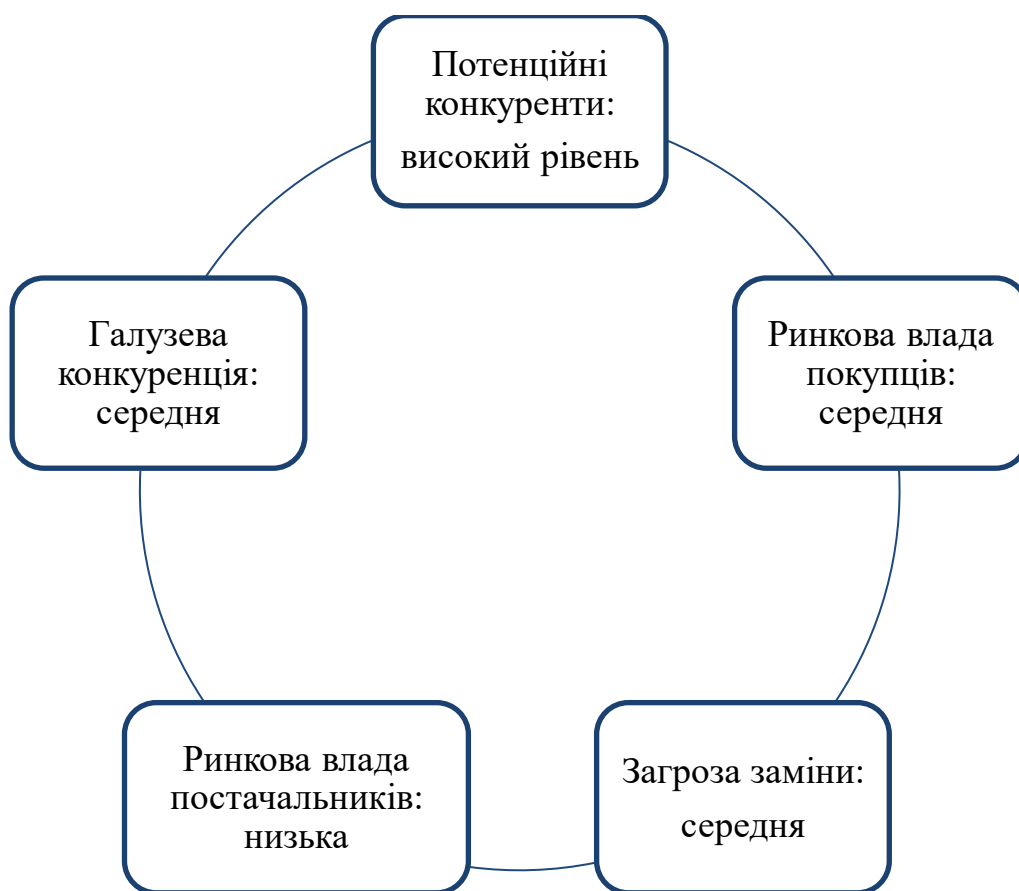 Потенційні
конкуренти:
високий рівень
Галузева
конкуренція:
середня
Ринкова влада
покупців:
середня
Ринкова влада
постачальників:
низька
Загроза заміни:
середня